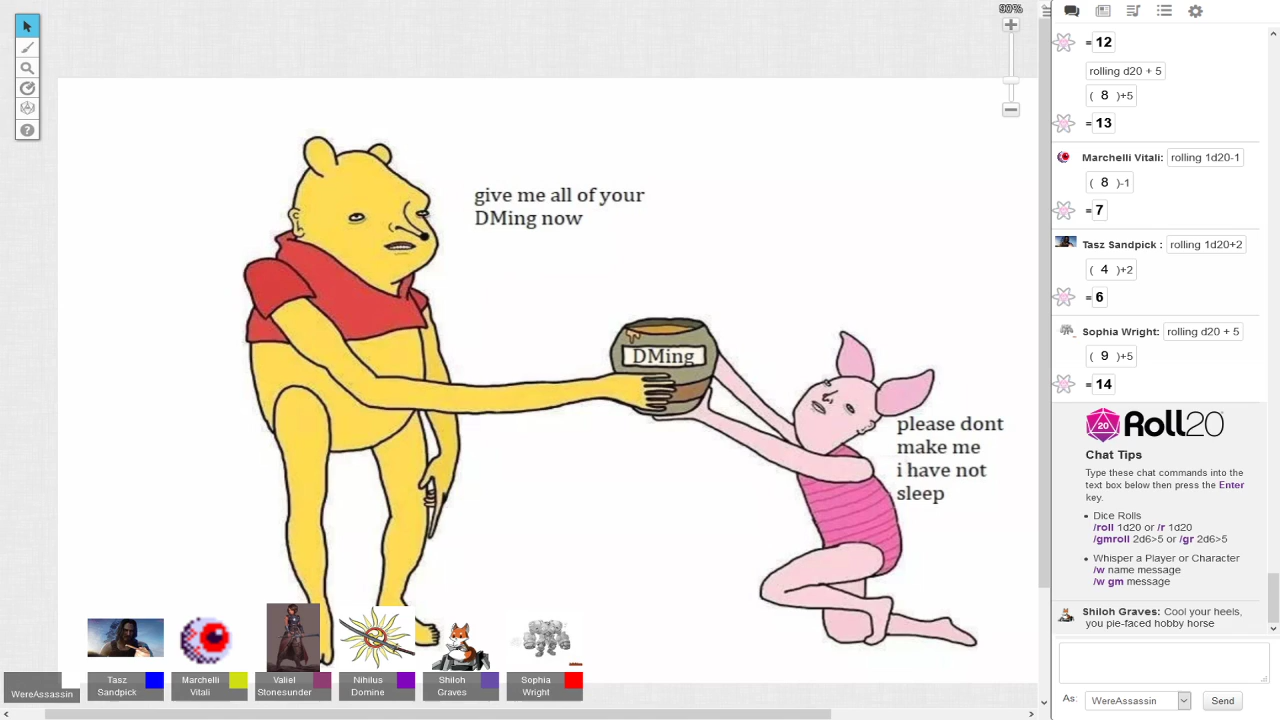 90%
give me all of your
DMing now
DMing
please dont
make me
i have not
sleep
WereAssassin
Tasz
Sandpick
Marchelli
Vitali
Valiel
Stonesunder
Nihilus
Domine
Shiloh
Graves
Sophia
Wright
= 12
rolling d20 + 5
( 8 )+5
= 13
Marchelli Vitali: rolling 1d20-1
( 8 )-1
= 7
Tasz Sandpick : rolling 1d20+2
( 4 )+2
= 6
Sophia Wright: rolling d20 + 5
( 9 )+5
= 14
20 Roll20
Chat Tips
Type these chat commands into the
text box below then press the Enter
key.
Dice Rolls
/roll 1d20 or /r 1d20
/gmroll 2d6>5 or /gr 2d6>5
Whisper a Player or Character
/w name message
/w gm message
Shiloh Graves: Cool your heels,
you pie-faced hobby horse
As: WereAssassin Send